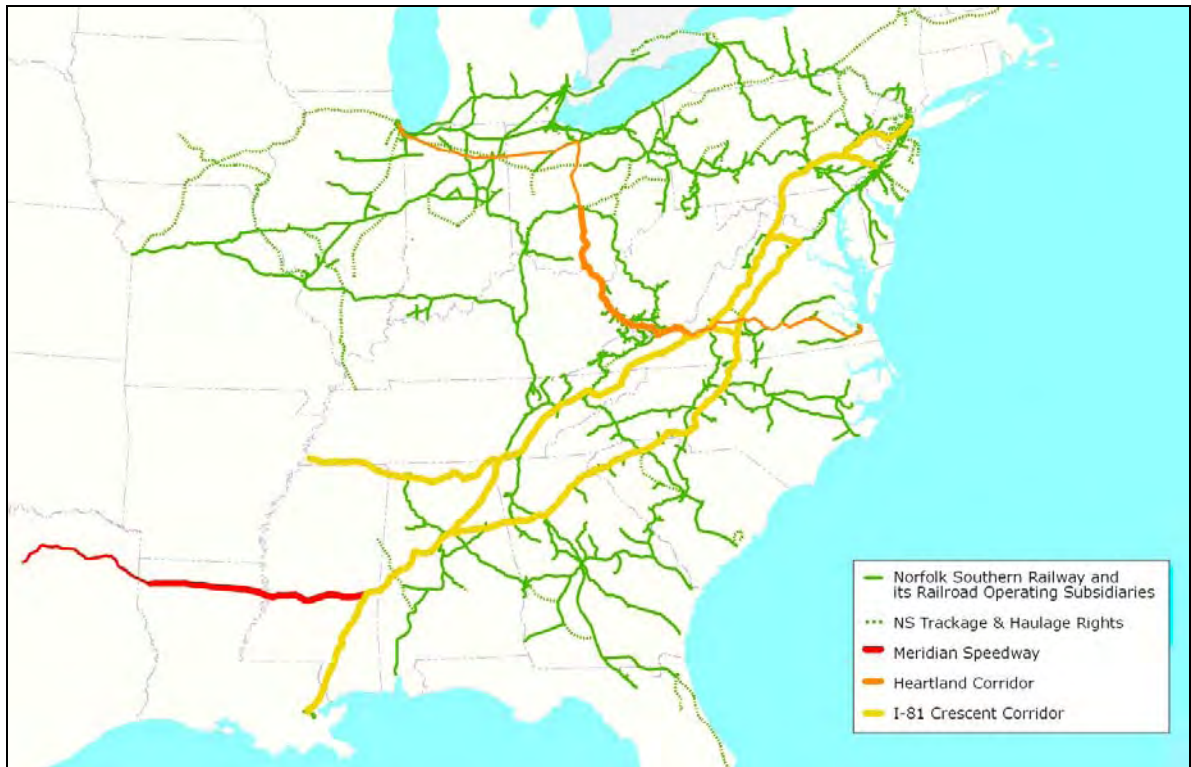 Norfolk Southern Railway and
its Railroad Operating Subsidiaries
NS Trackage & Haulage Rights
Meridian Speedway
Heartland Corridor
I-81 Crescent Corridor